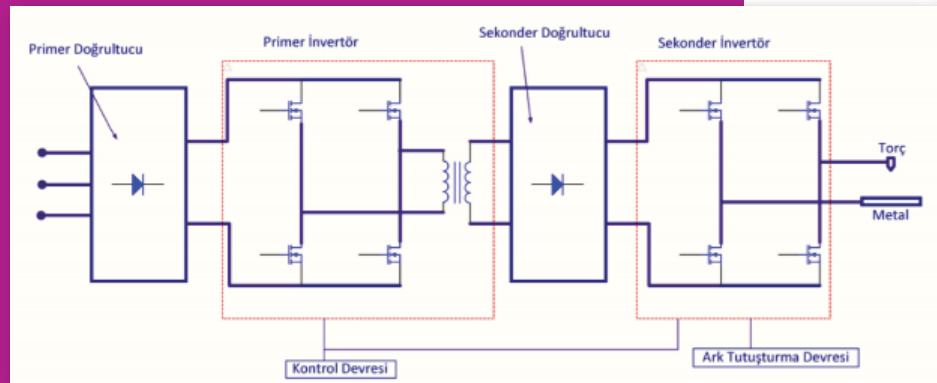 Primer Doğrultucu
Primer İnvertör
Sekonder Doğrultucu
Sekonder İnvertör
Torç
Metal
Kontrol Devresi
Ark Tutuşturma Devresi